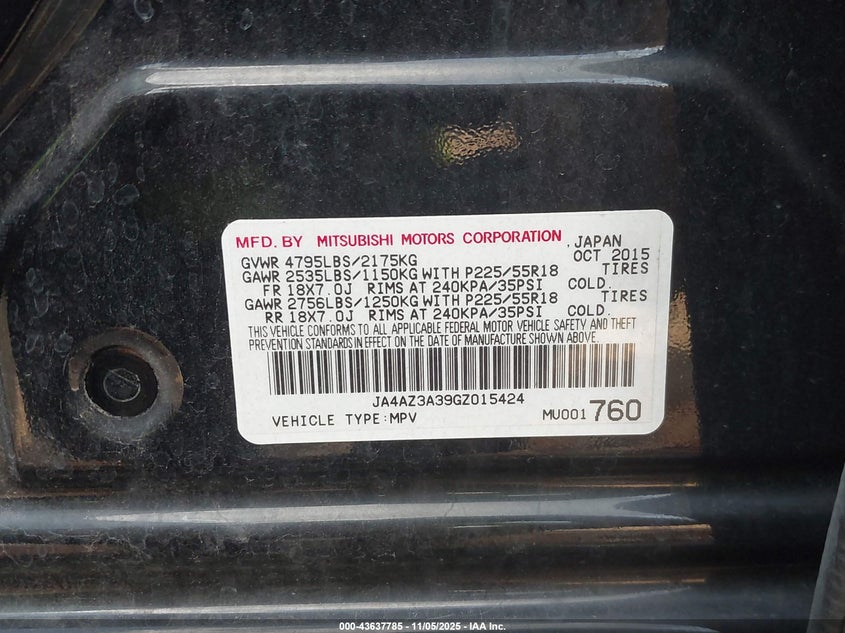 MFD. BY MITSUBISHI MOTORS CORPORATION , JAPAN
GVWR 4795LBS/2175KG OCT 2015
GAWR 2535LBS/1150KG WITH P225/55R18 TIRES
FR 18X7.0J RIMS AT 240KPA/35PSI COLD.
GAWR 2756LBS/1250KG WITH P225/55R18 TIRES
RR 18X7.0J RIMS AT 240KPA/35PSI COLD.
THIS VEHICLE CONFORMS TO ALL APPLICABLE FEDERAL MOTOR VEHICLE SAFETY AND THEFT
PREVENTION STANDARDS IN EFFECT ON THE DATE OF MANUFACTURE SHOWN ABOVE.
JA4AZ3A39GZ015424
VEHICLE TYPE:MPV MU001760
000-43637785 - 11/05/2025 - IAA Inc.